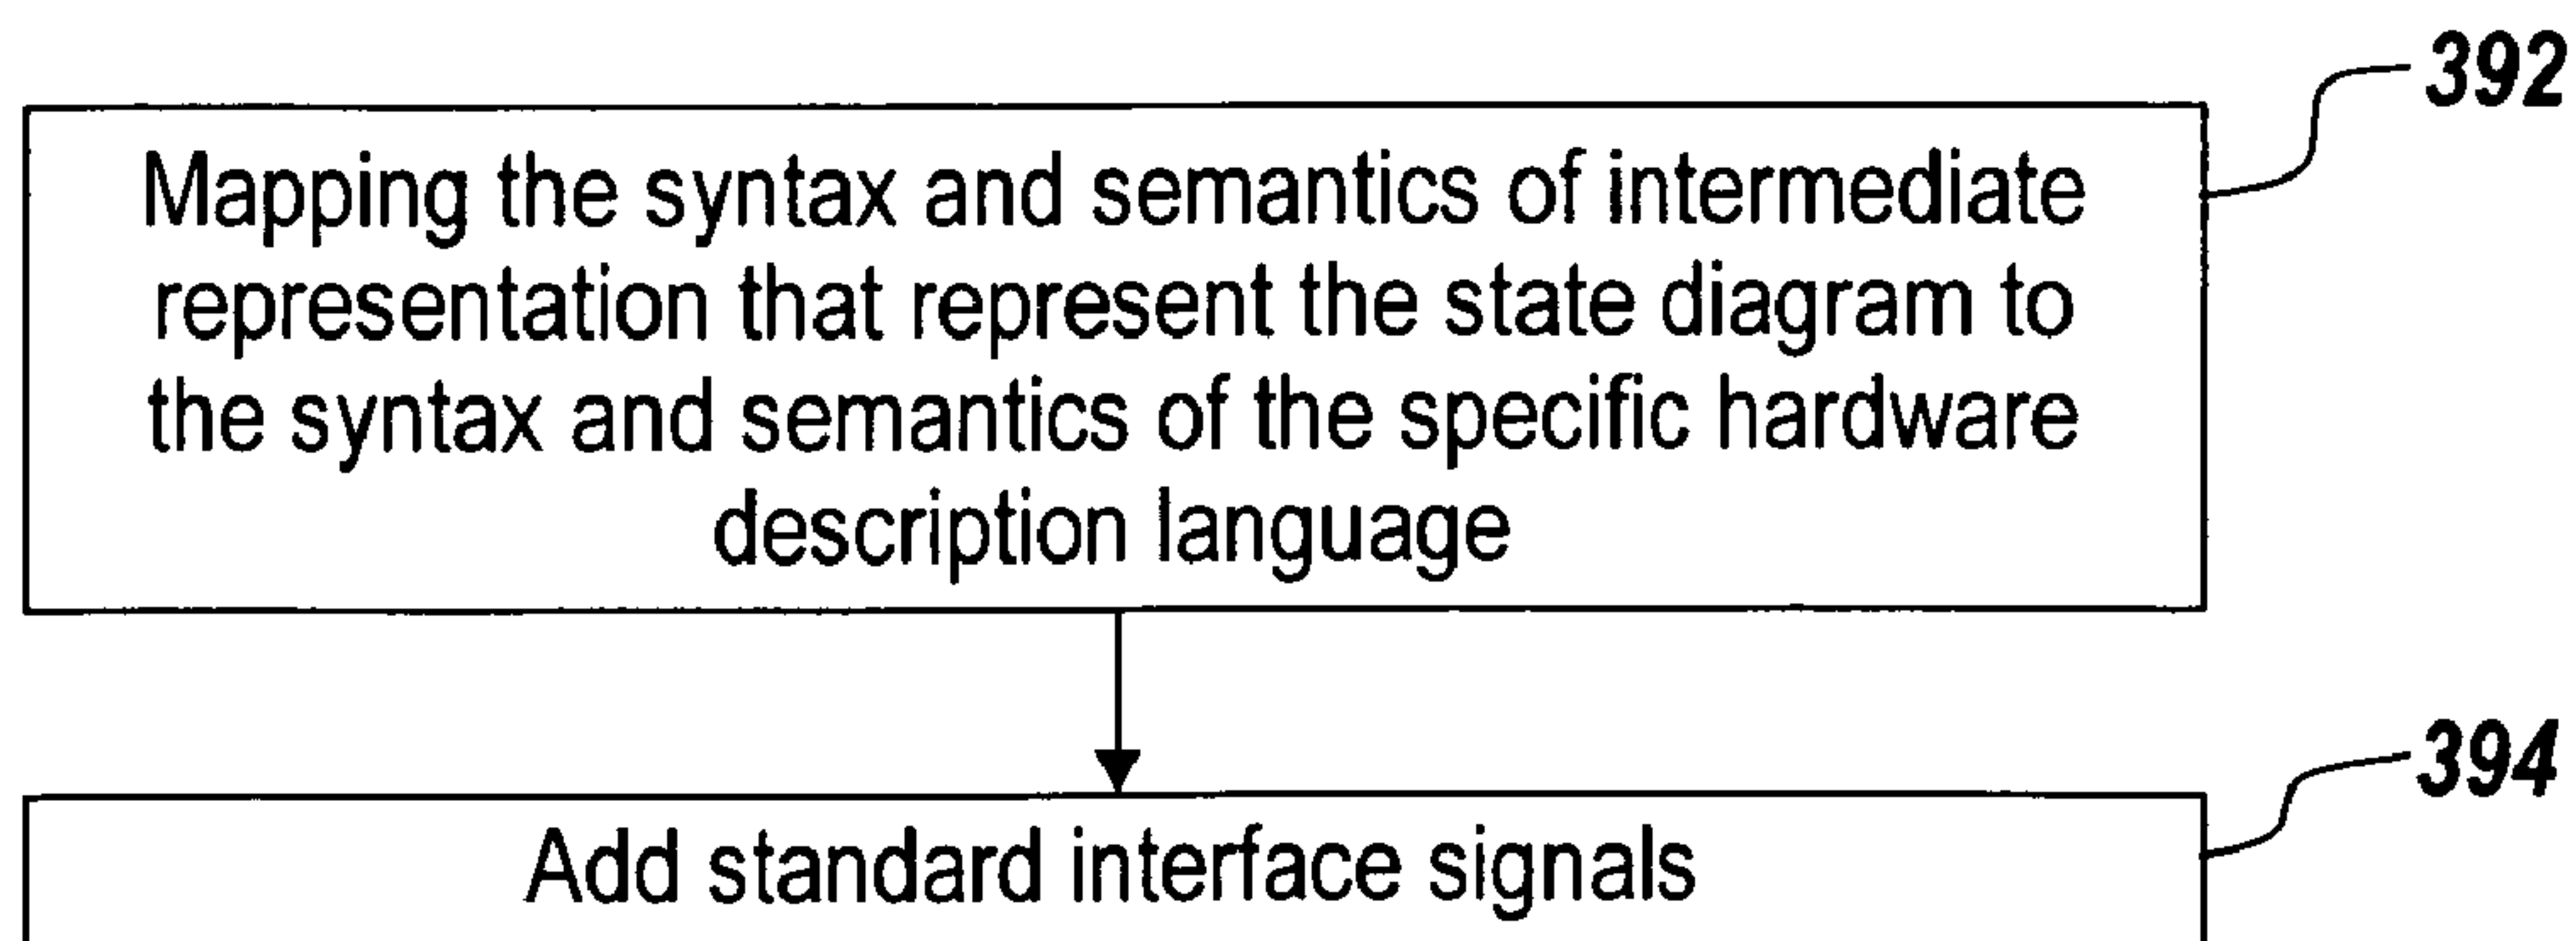 392
Mapping the syntax and semantics of intermediate
representation that represent the state diagram to
the syntax and semantics of the specific hardware
description language
394
Add standard interface signals